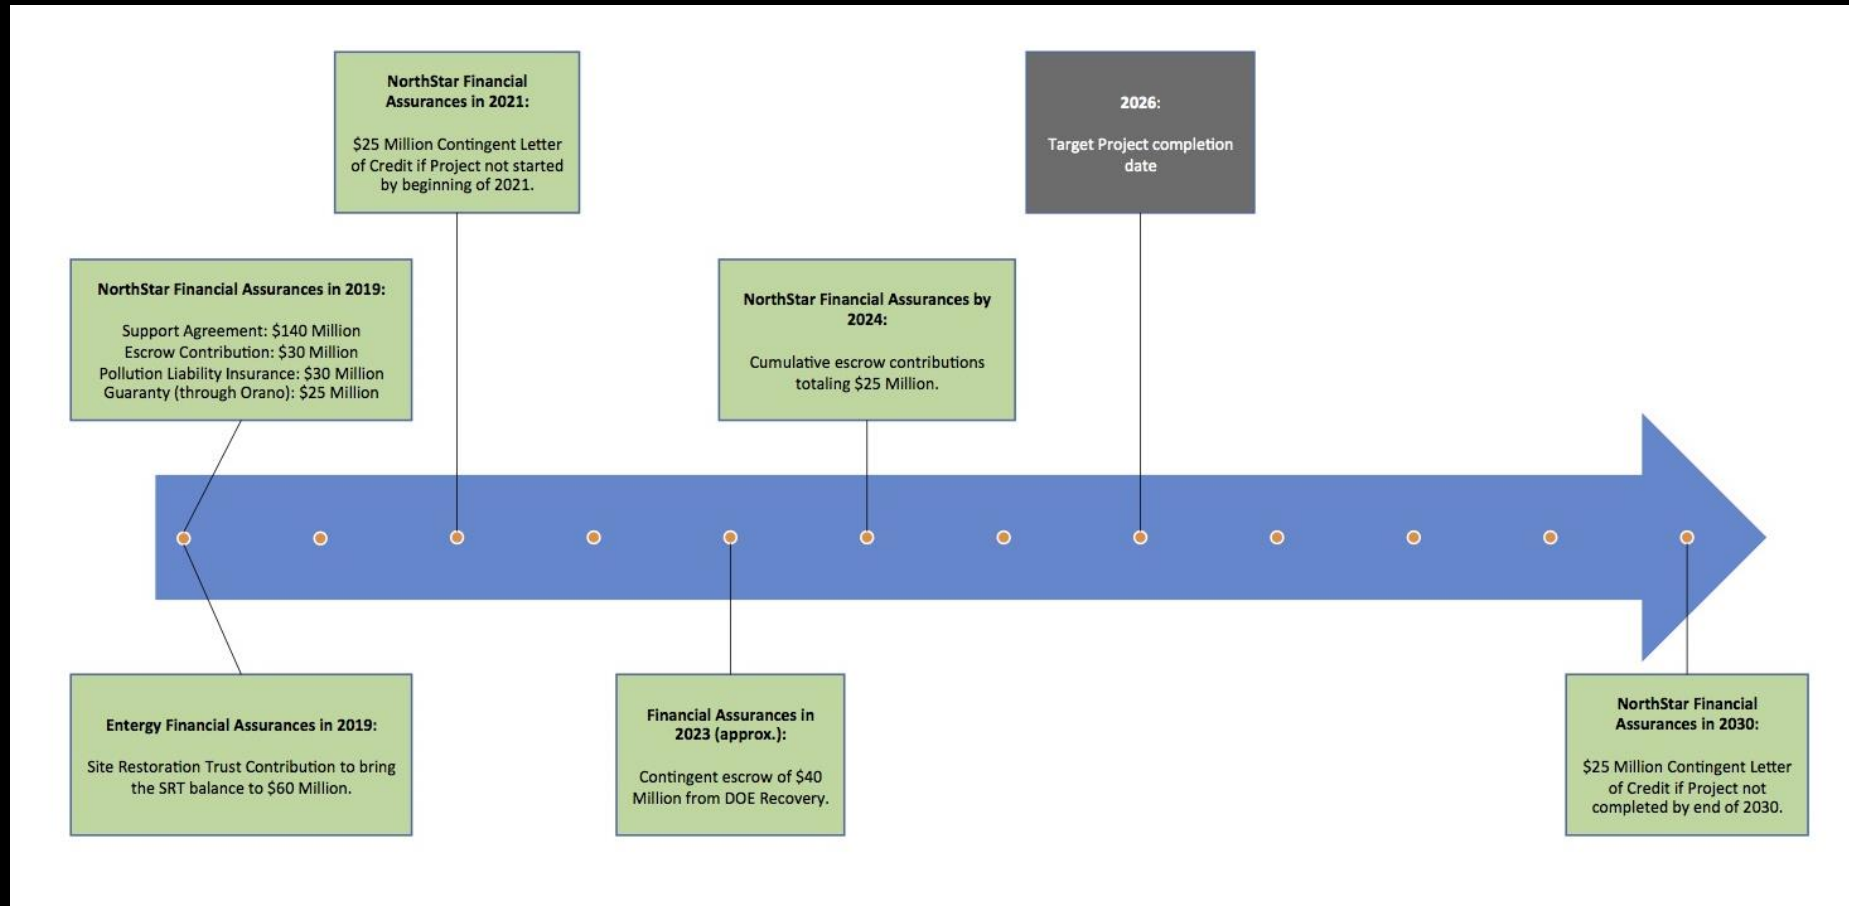 NorthStar Financial
Assurances in 2021:
$25 Million Contingent Letter
of Credit if Project not started
by beginning of 2021.
2026:
Target Project completion
date
NorthStar Financial Assurances in 2019:
Support Agreement: $140 Million
Escrow Contribution: $30 Million
Pollution Liability Insurance: $30 Million
Guaranty (through Orano): $25 Million
NorthStar Financial Assurances by
2024:
Cumulative escrow contributions
totaling $25 Million.
Entergy Financial Assurances in 2019:
Site Restoration Trust Contribution to bring
the SRT balance to $60 Million.
Financial Assurances in
2023 (approx.):
Contingent escrow of $40
Million from DOE Recovery.
NorthStar Financial
Assurances in 2030:
$25 Million Contingent Letter
of Credit if Project not
completed by end of 2030.